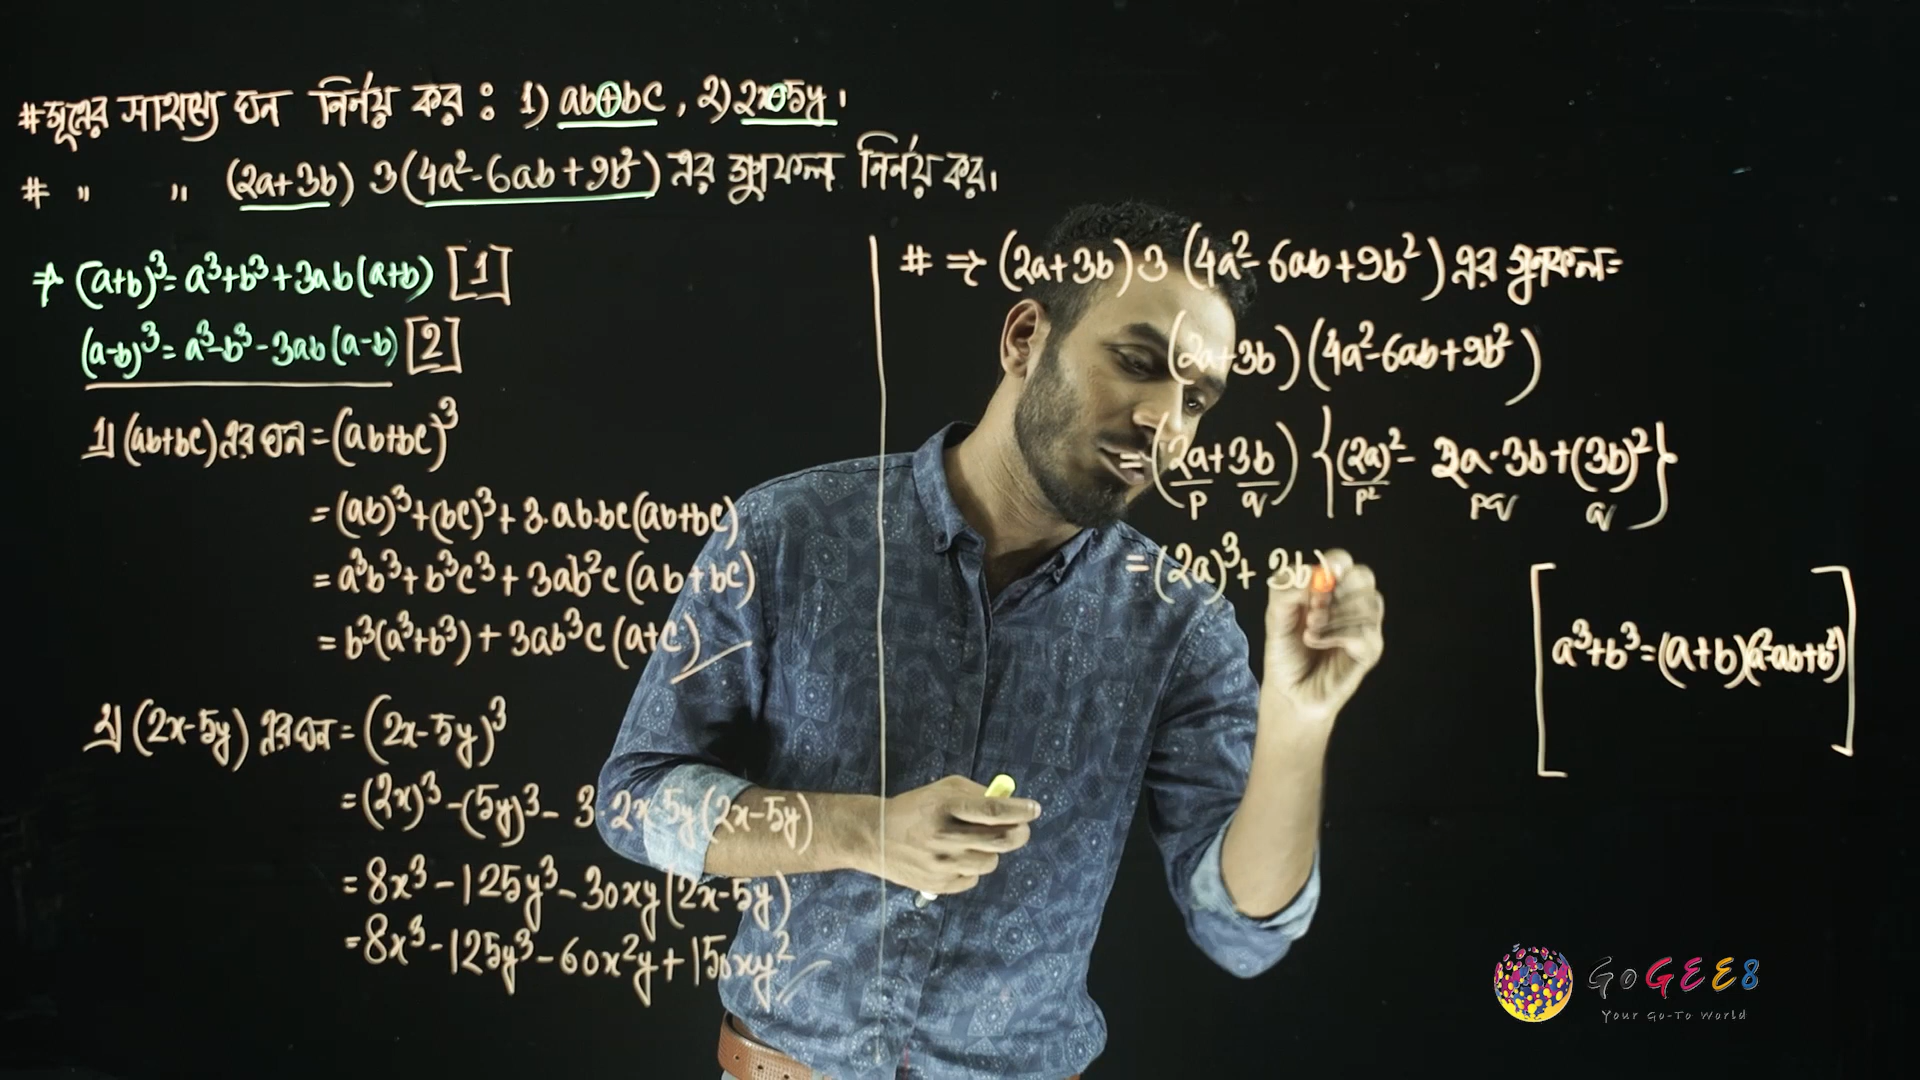 #সূত্রের সাহায্যে ঘন নির্ণয় কর : 1) ab+bc , 2) 2x-5y ।
# " " (2a+3b) ও (4a²-6ab+9b²) এর গুণফল নির্ণয় কর।
⇒ (a+b)³= a³+b³+3ab(a+b) [1]
(a-b)³= a³-b³-3ab(a-b) [2]
1| (ab+bc) এর ঘন = (ab+bc)³
= (ab)³+(bc)³+3.ab.bc(ab+bc)
= a³b³+b³c³+3ab²c(ab+bc)
= b³(a³+b³)+3ab³c(a+c)
২| (2x-5y) এর ঘন = (2x-5y)³
= (2x)³-(5y)³-3.2x.5y(2x-5y)
= 8x³-125y³-30xy(2x-5y)
= 8x³-125y³-60x²y+150xy²
# ⇒ (2a+3b) ও (4a²-6ab+9b²) এর গুণফল=
(2a+3b)(4a²-6ab+9b²)
= (2a+3b) {(2a)²- 2a.3b+(3b)²}
p q p² pq q
= (2a)³+ 3b)
[a³+b³=(a+b)(a²-ab+b²)]
GoGEE8
Your Go-To World